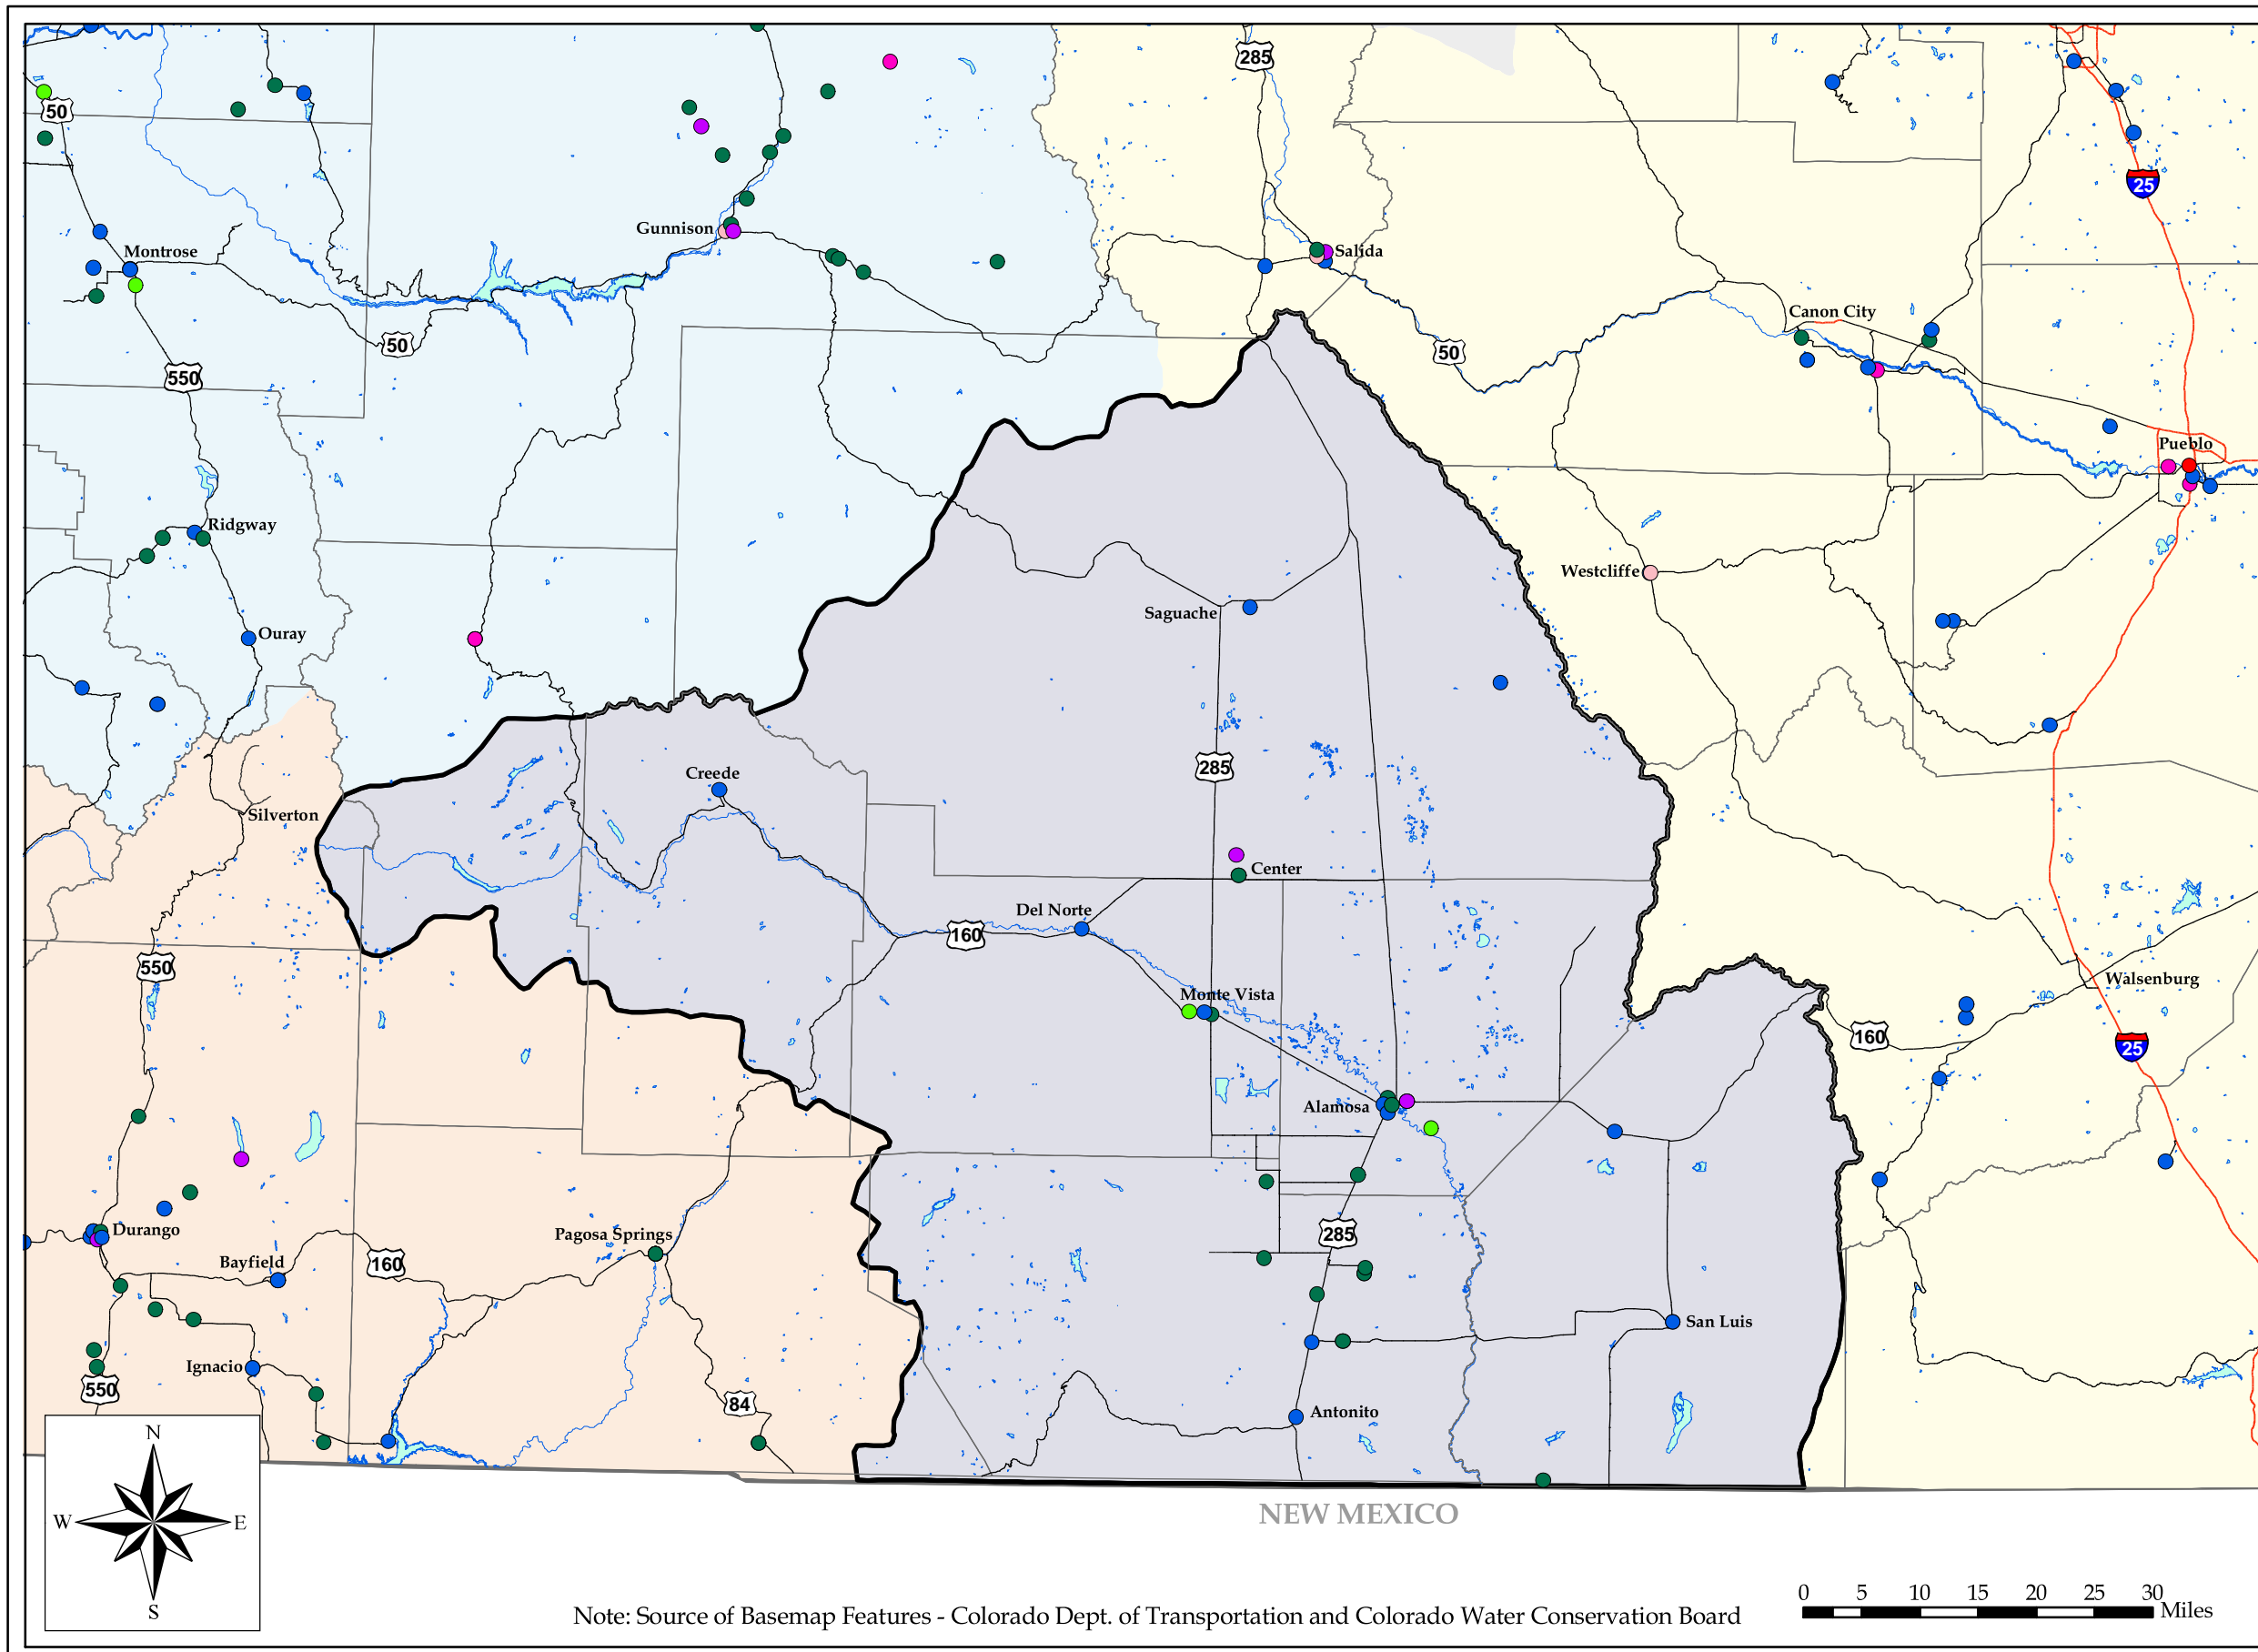 285
50
25
Gunnison
Salida
Montrose
Canon City
50
50
550
Pueblo
Ridgway
Westcliffe
Saguache
Ouray
285
Creede
Silverton
Center
Del Norte
160
550
Walsenburg
Monte Vista
160
25
Alamosa
Durango
285
Pagosa Springs
Bayfield
160
San Luis
Ignacio
550
84
Antonito
N
W E
S
NEW MEXICO
0 5 10 15 20 25 30
Miles
Note: Source of Basemap Features - Colorado Dept. of Transportation and Colorado Water Conservation Board